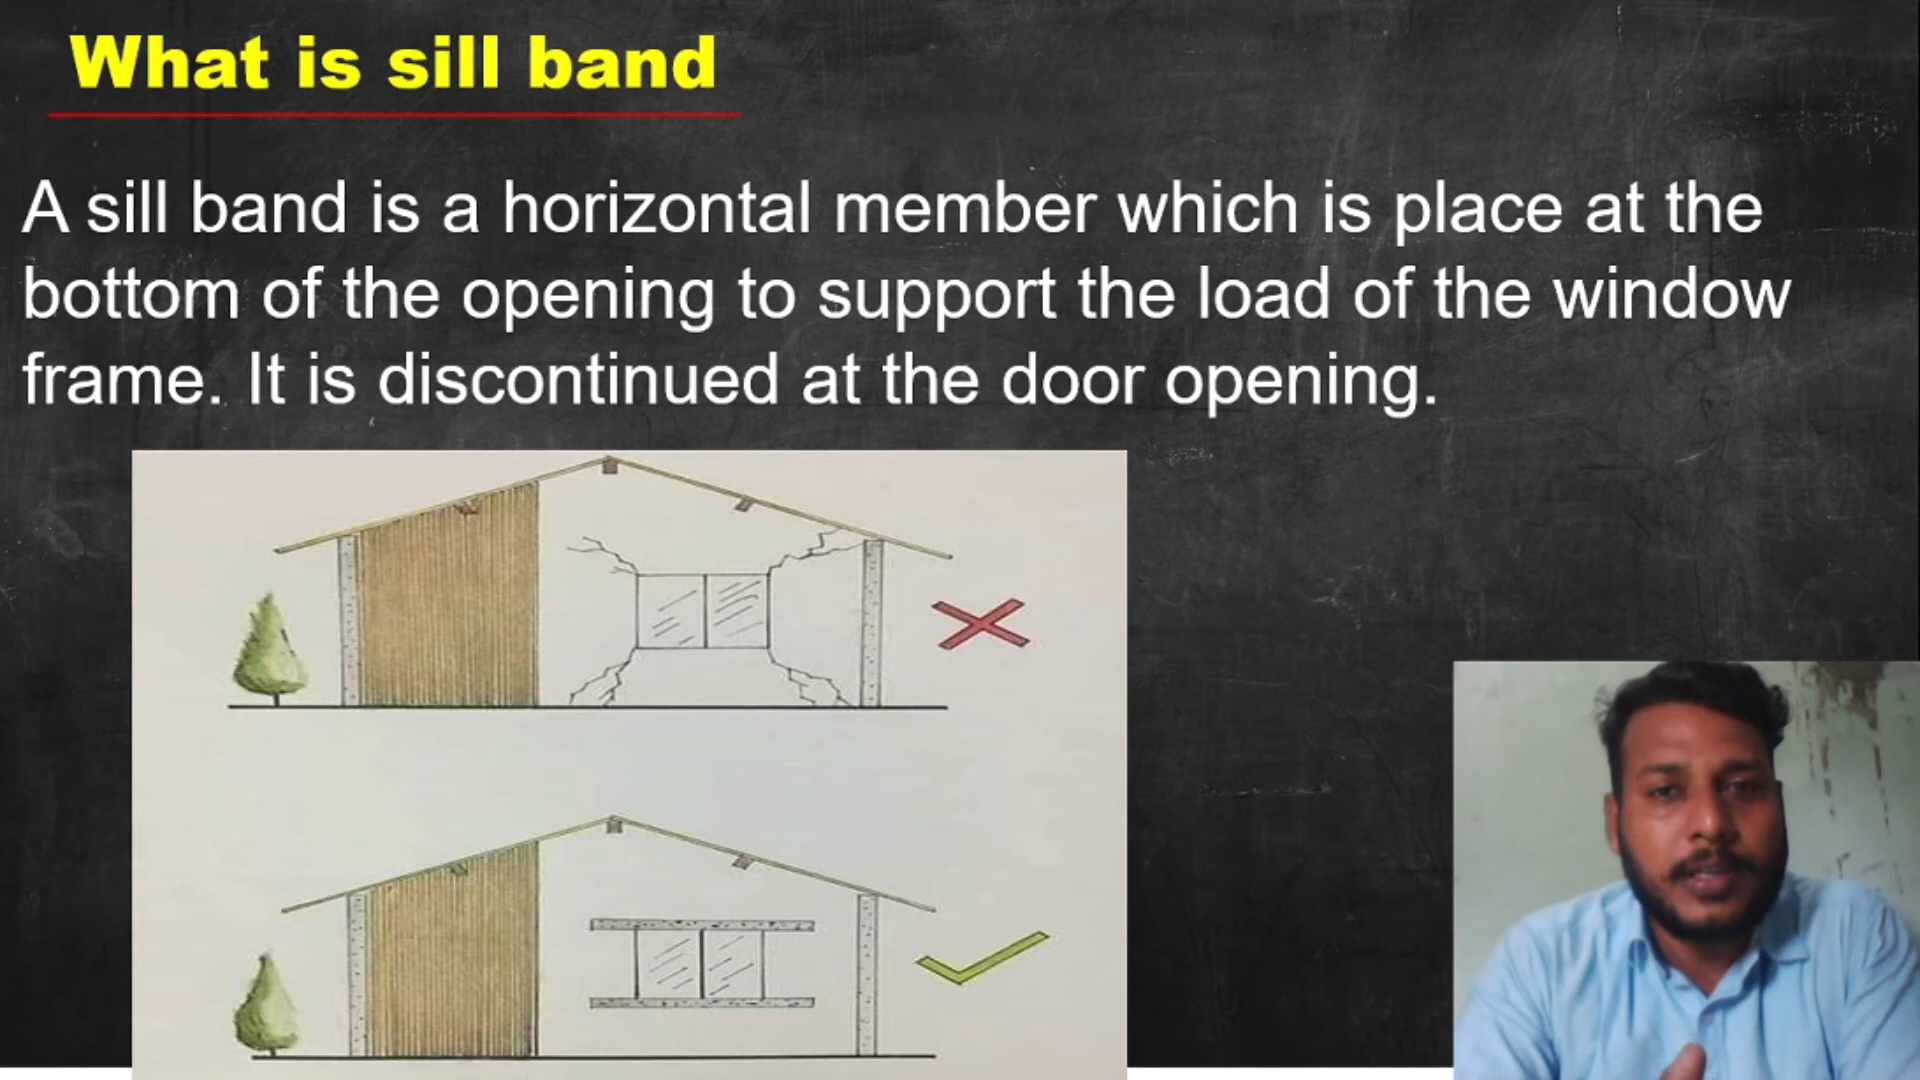 What is sill band
A sill band is a horizontal member which is place at the
bottom of the opening to support the load of the window
frame. It is discontinued at the door opening.